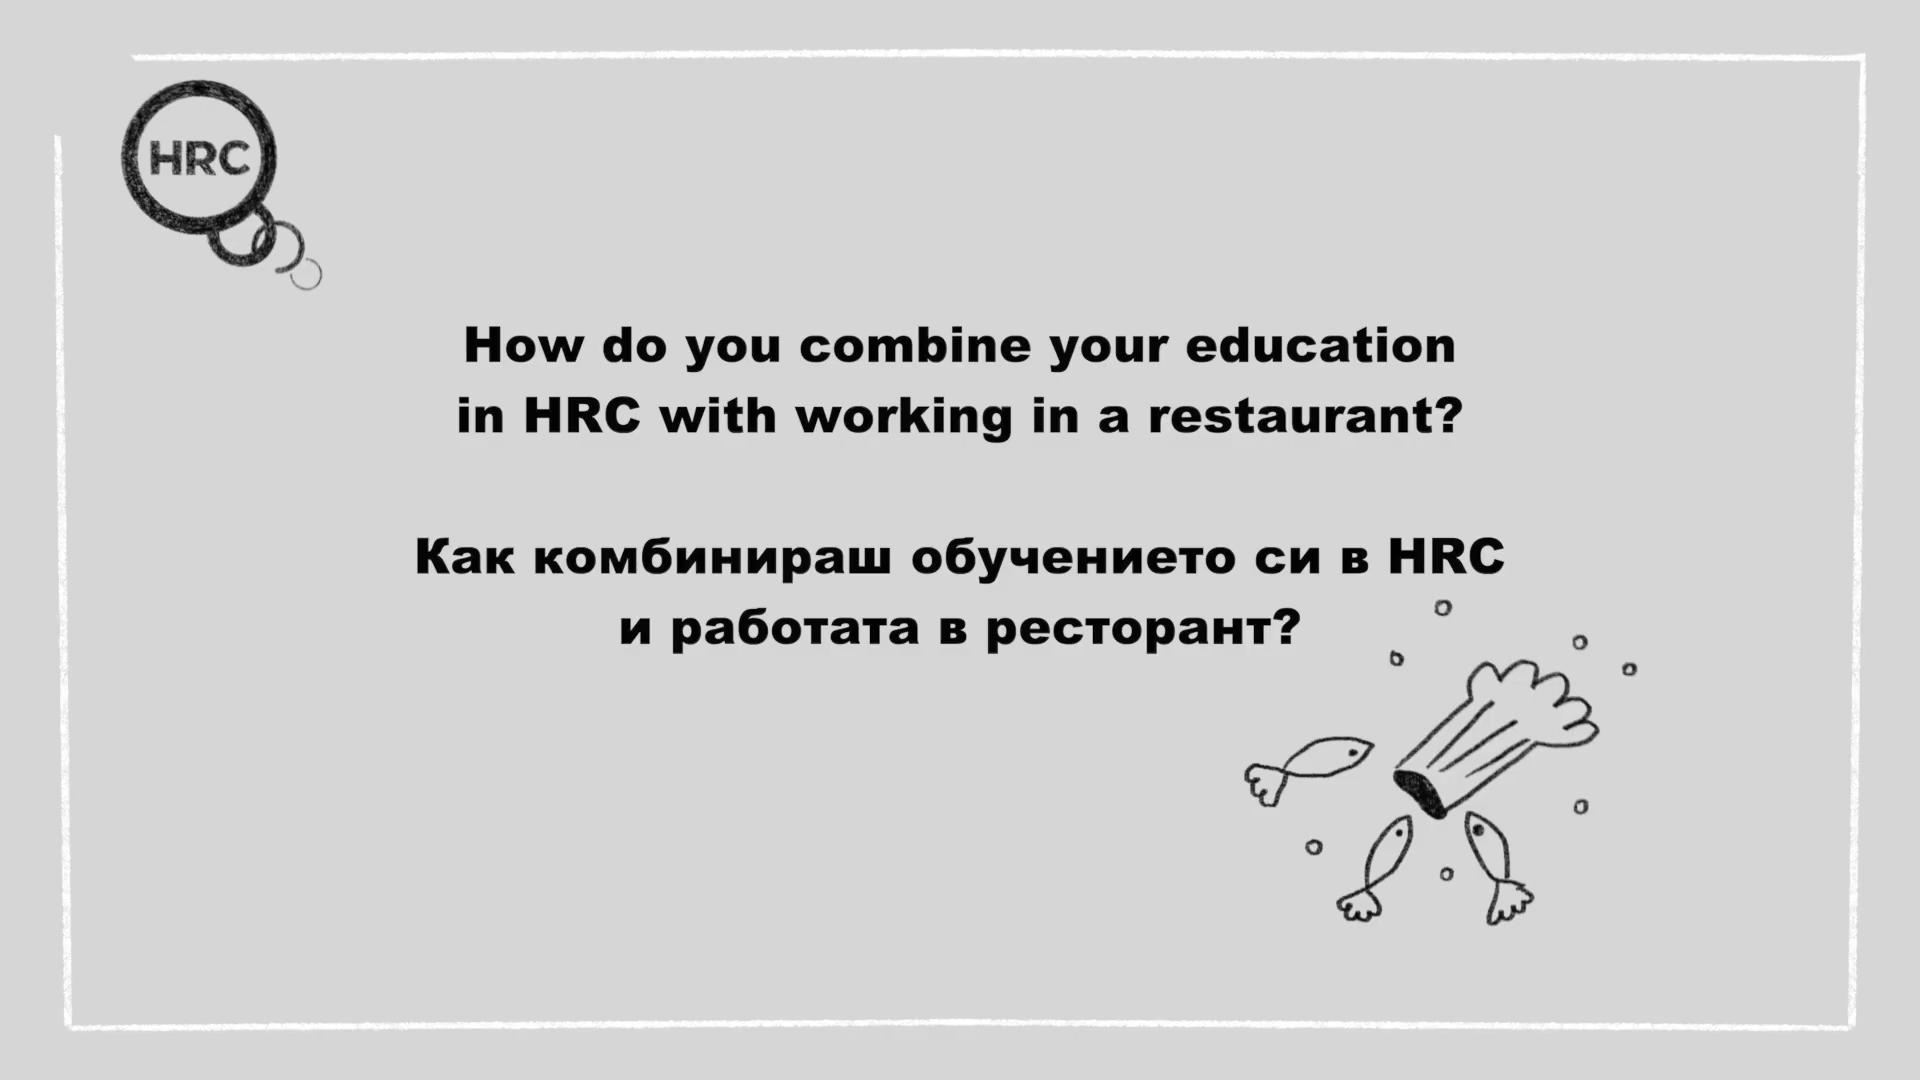 HRC
How do you combine your education
in HRC with working in a restaurant?
Как комбинираш обучението си в HRC
и работата в ресторант?